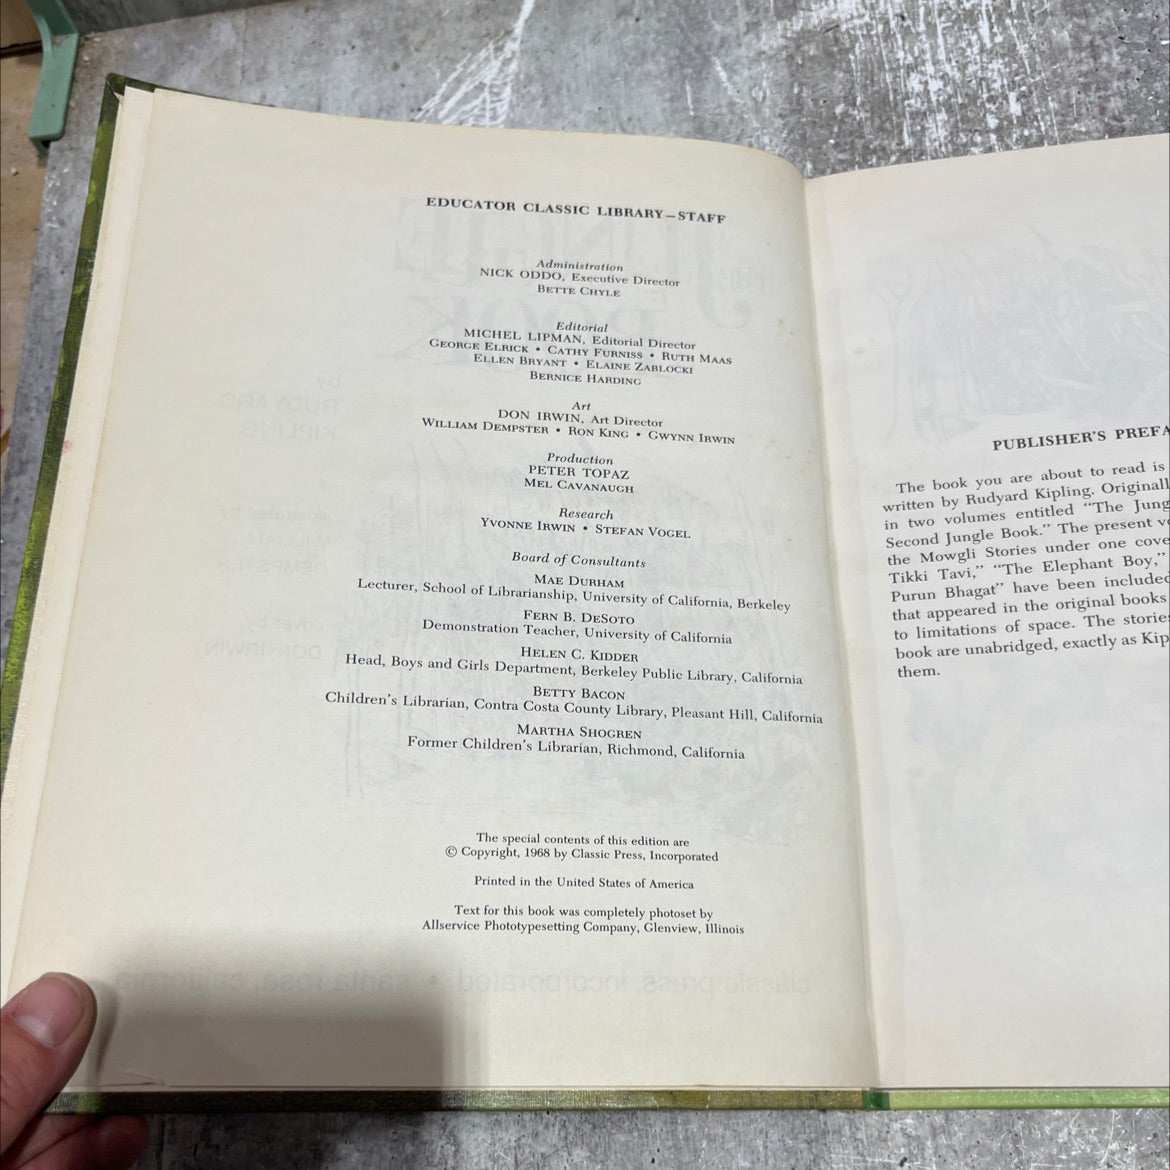 EDUCATOR CLASSIC LIBRARY—STAFF
Administration
NICK ODDO, Executive Director
BETTE CHYLE
Editorial
MICHEL LIPMAN, Editorial Director
GEORGE ELRICK • CATHY FURNISS • RUTH MAAS
ELLEN BRYANT • ELAINE ZABLOCKI
BERNICE HARDING
Art
DON IRWIN, Art Director
WILLIAM DEMPSTER • RON KING • GWYNN IRWIN
Production
PETER TOPAZ
MEL CAVANAUGH
Research
YVONNE IRWIN • STEFAN VOGEL
Board of Consultants
MAE DURHAM
Lecturer, School of Librarianship, University of California, Berkeley
FERN B. DESOTO
Demonstration Teacher, University of California
HELEN C. KIDDER
Head, Boys and Girls Department, Berkeley Public Library, California
BETTY BACON
Children's Librarian, Contra Costa County Library, Pleasant Hill, California
MARTHA SHOGREN
Former Children's Librarian, Richmond, California
The special contents of this edition are
© Copyright, 1968 by Classic Press, Incorporated
Printed in the United States of America
Text for this book was completely photoset by
Allservice Phototypesetting Company, Glenview, Illinois
PUBLISHER'S PREFA
The book you are about to read is
written by Rudyard Kipling. Originall
in two volumes entitled "The Jung
Second Jungle Book." The present v
the Mowgli Stories under one cove
Tikki Tavi," "The Elephant Boy,"
Purun Bhagat" have been included
that appeared in the original books
to limitations of space. The storie
book are unabridged, exactly as Kip
them.